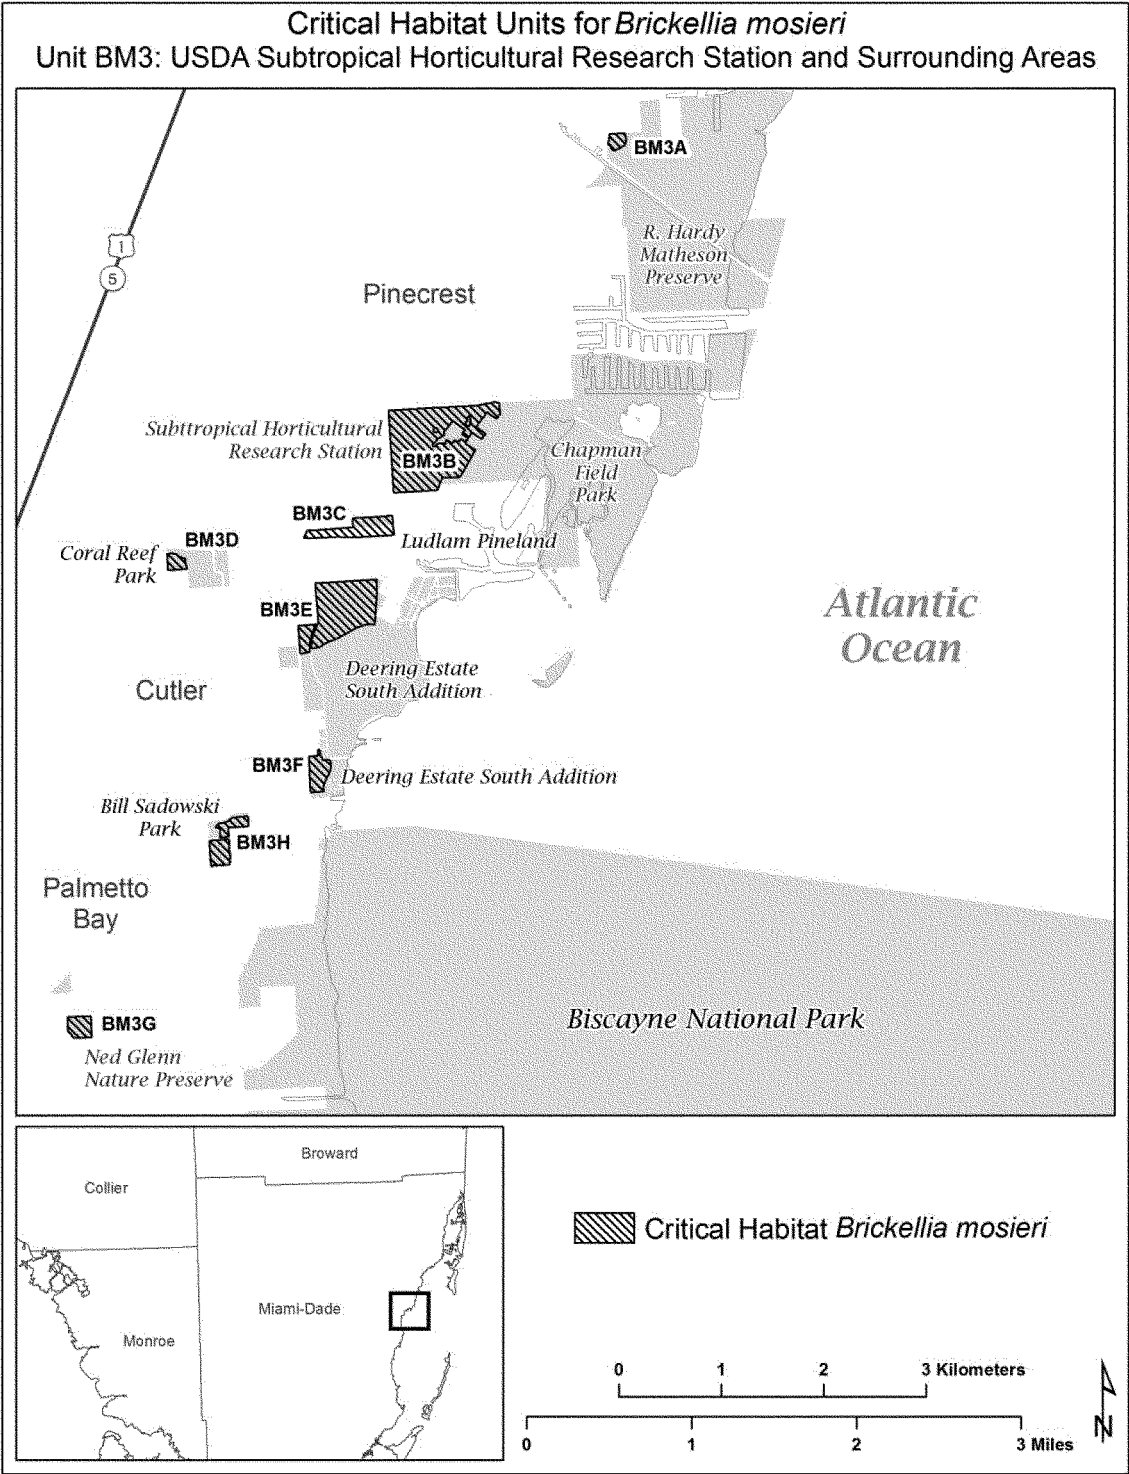 Critical Habitat Units for Brickellia mosieri
Unit BM3: USDA Subtropical Horticultural Research Station and Surrounding Areas
BM3A
R. Hardy
Matheson
Preserve
1
5
Pinecrest
Subttropical Horticultural
Research Station
BM3B
Chapman
Field
Park
BM3C
Ludlam Pineland
BM3D
Coral Reef
Park
BM3E
Atlantic
Ocean
Deering Estate
South Addition
Cutler
BM3F
Deering Estate South Addition
Bill Sadowski
Park
BM3H
Palmetto
Bay
BM3G
Ned Glenn
Nature Preserve
Biscayne National Park
Broward
Collier
Miami-Dade
Monroe
Critical Habitat Brickellia mosieri
0 1 2 3 Kilometers
0 1 2 3 Miles
N